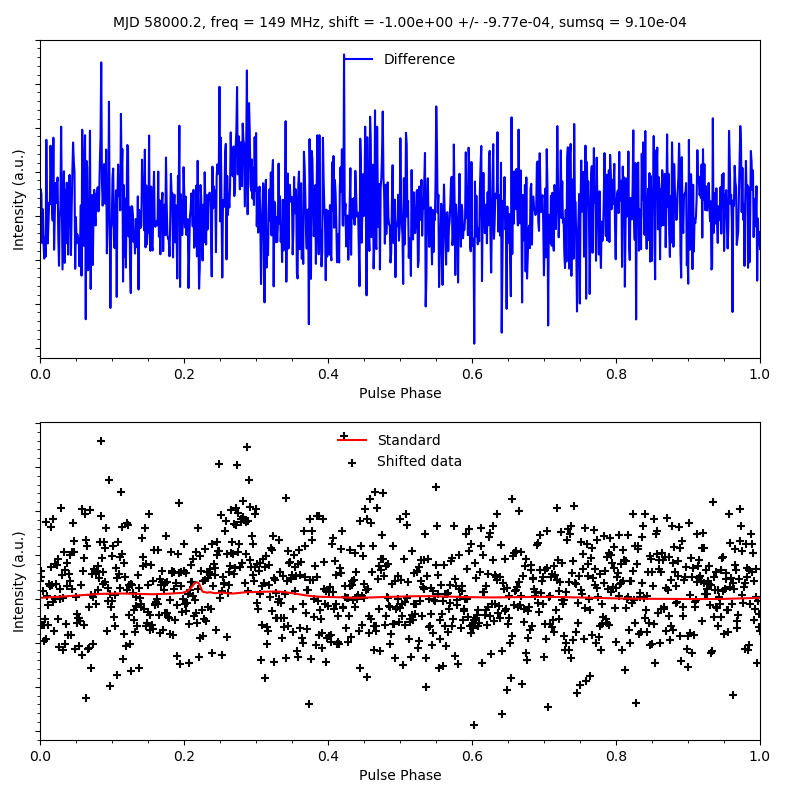 MJD 58000.2, freq = 149 MHz, shift = -1.00e+00 +/- -9.77e-04, sumsq = 9.10e-04
Difference
Intensity (a.u.)
0.0 0.2 0.4 0.6 0.8 1.0
Pulse Phase
Standard
Shifted data
Intensity (a.u.)
0.0 0.2 0.4 0.6 0.8 1.0
Pulse Phase